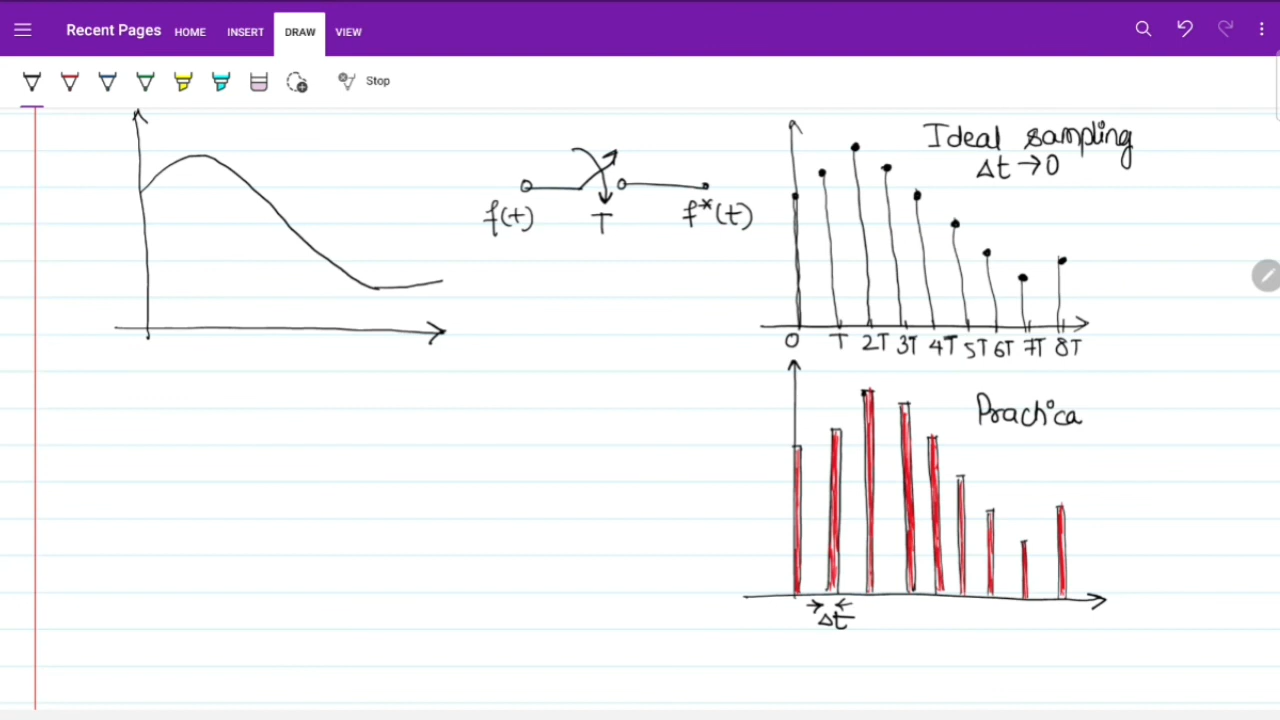 Recent Pages HOME INSERT DRAW VIEW
Stop
Ideal sampling
Δt→0
f(t) T f*(t)
0 T 2T 3T 4T 5T 6T 7T 8T
Practica
Δt